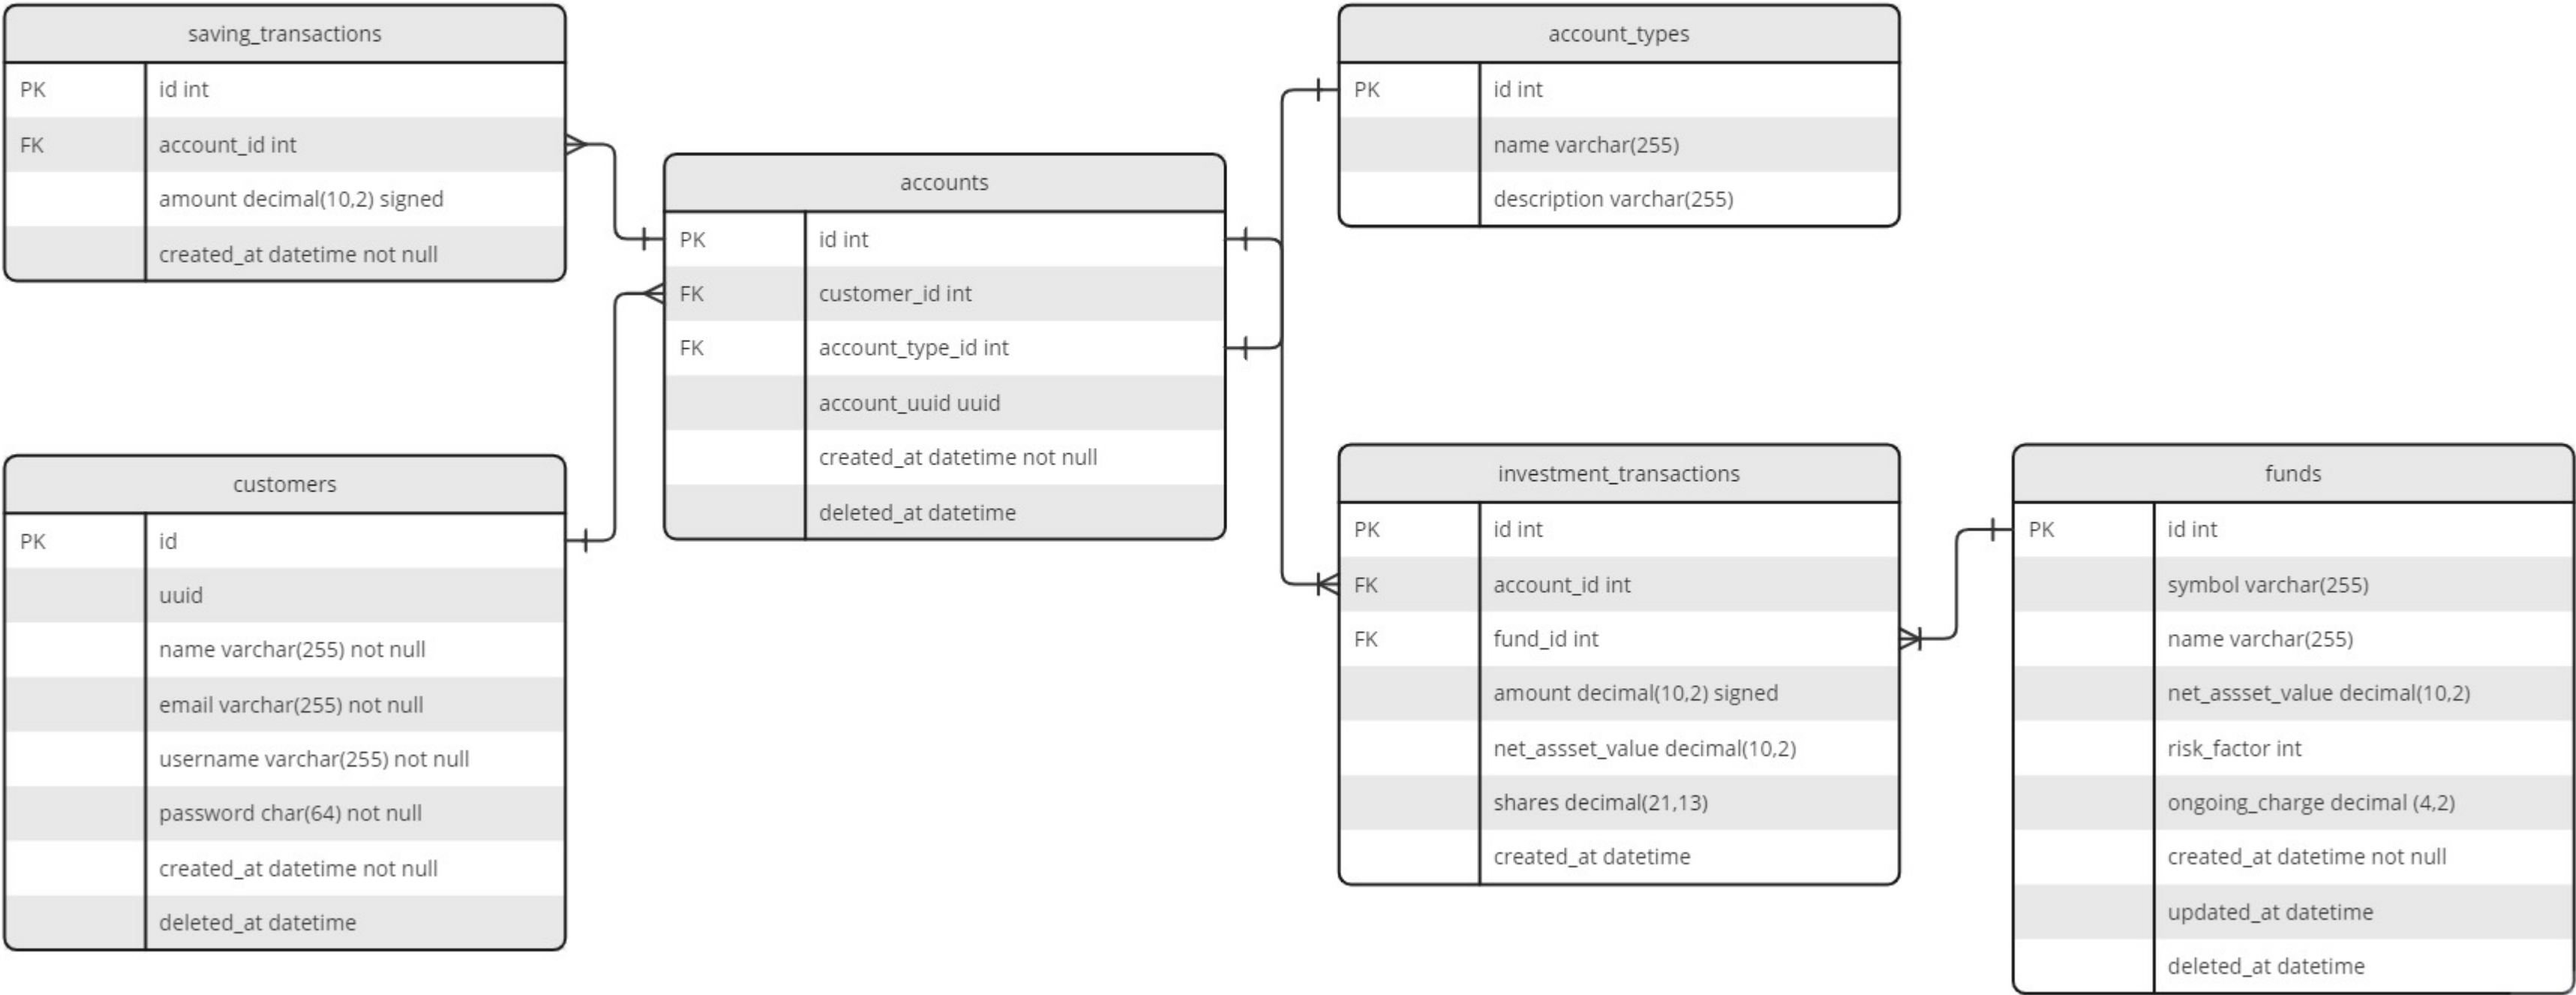 saving_transactions
PK id int
FK account_id int
amount decimal(10,2) signed
created_at datetime not null
customers
PK id
uuid
name varchar(255) not null
email varchar(255) not null
username varchar(255) not null
password char(64) not null
created_at datetime not null
deleted_at datetime
accounts
PK id int
FK customer_id int
FK account_type_id int
account_uuid uuid
created_at datetime not null
deleted_at datetime
account_types
PK id int
name varchar(255)
description varchar(255)
investment_transactions
PK id int
FK account_id int
FK fund_id int
amount decimal(10,2) signed
net_assset_value decimal(10,2)
shares decimal(21,13)
created_at datetime
funds
PK id int
symbol varchar(255)
name varchar(255)
net_assset_value decimal(10,2)
risk_factor int
ongoing_charge decimal (4,2)
created_at datetime not null
updated_at datetime
deleted_at datetime